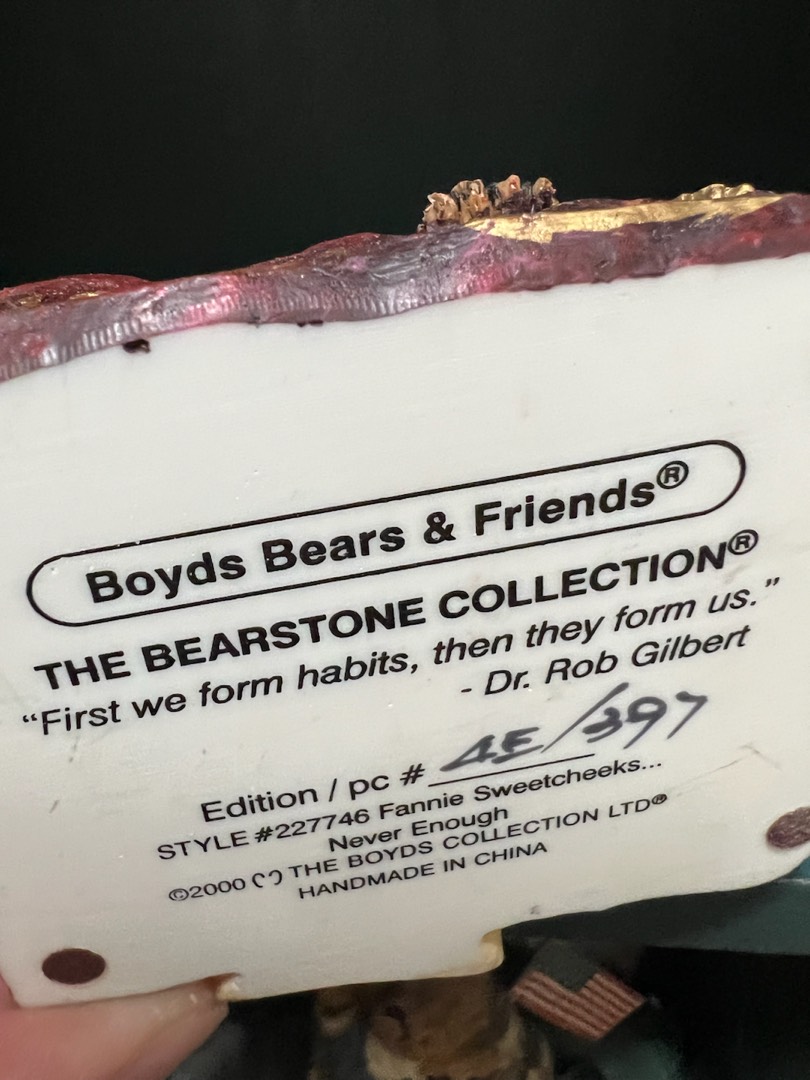 Boyds Bears & Friends®
THE BEARSTONE COLLECTION®
“First we form habits, then they form us.”
- Dr. Rob Gilbert
Edition / pc # 4E/397
STYLE #227746 Fannie Sweetcheeks...
Never Enough
©2000 THE BOYDS COLLECTION LTD®
HANDMADE IN CHINA